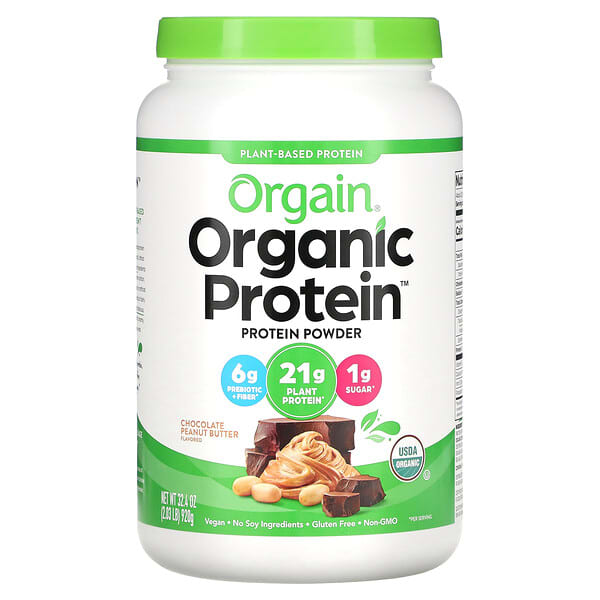 PLANT-BASED PROTEIN
Orgain®
Organic
Protein™
PROTEIN POWDER
6g
PREBIOTIC
+ FIBER*
21g
PLANT
PROTEIN*
1g
SUGAR*
CHOCOLATE
PEANUT BUTTER
FLAVORED
USDA
ORGANIC
NET WT 32.4 OZ
(2.03 LB) 920g
Vegan • No Soy Ingredients • Gluten Free • Non-GMO
*PER SERVING